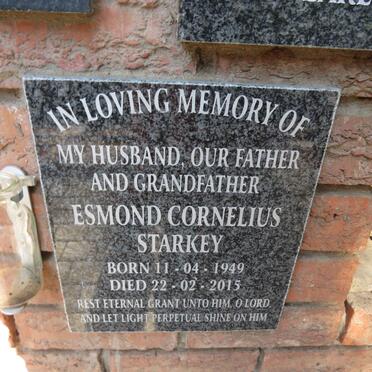 IN LOVING MEMORY OF
MY HUSBAND, OUR FATHER
AND GRANDFATHER
ESMOND CORNELIUS
STARKEY
BORN 11 - 04 - 1949
DIED 22 - 02 - 2015
REST ETERNAL GRANT UNTO HIM, O LORD,
AND LET LIGHT PERPETUAL SHINE ON HIM